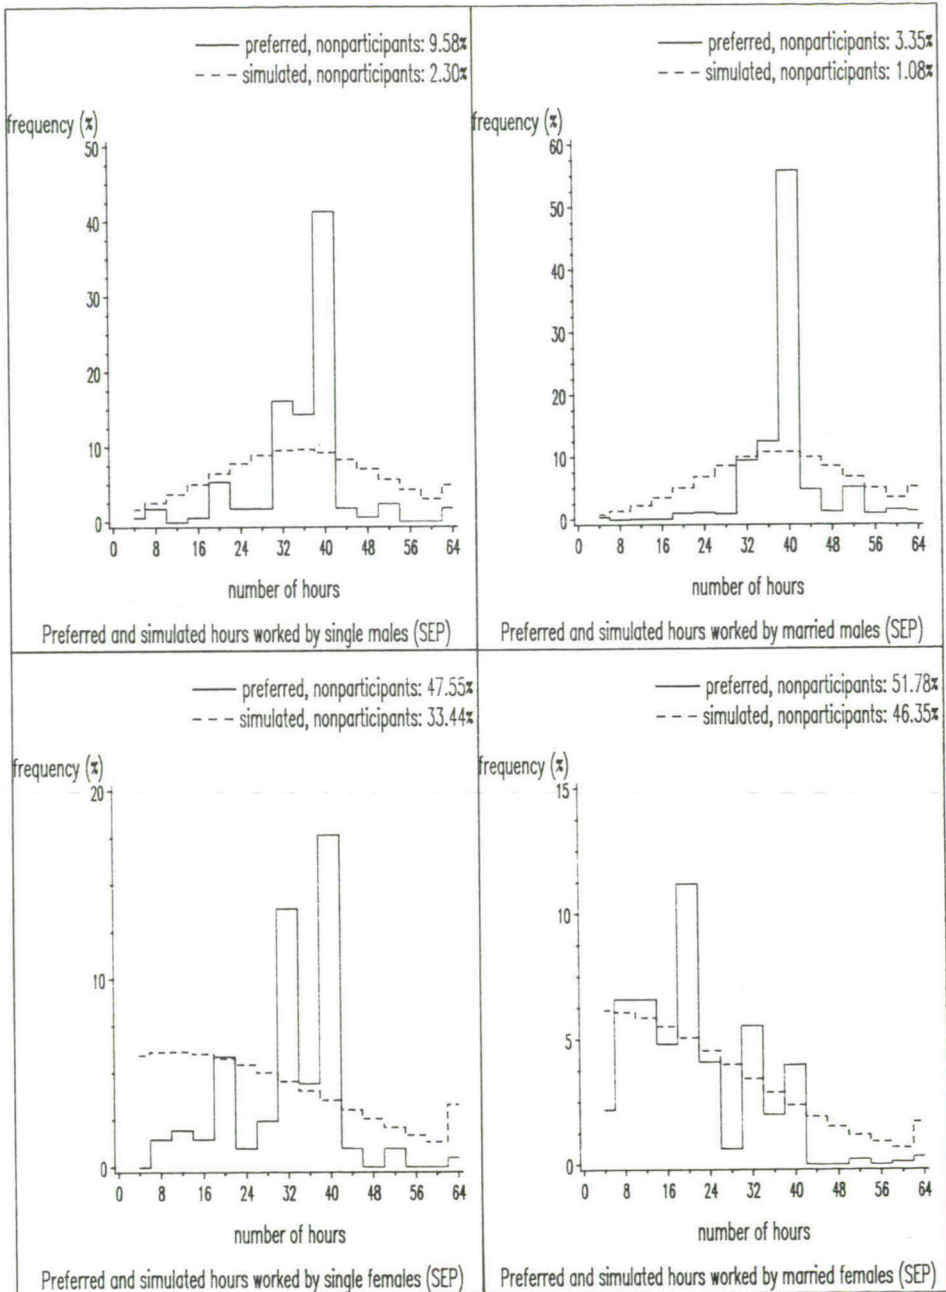 preferred, nonparticipants: 9.58%
simulated, nonparticipants: 2.30%
frequency (%)
50
40
30
20
10
0
0 8 16 24 32 40 48 56 64
number of hours
Preferred and simulated hours worked by single males (SEP)
preferred, nonparticipants: 3.35%
simulated, nonparticipants: 1.08%
frequency (%)
60
50
40
30
20
10
0
0 8 16 24 32 40 48 56 64
number of hours
Preferred and simulated hours worked by married males (SEP)
preferred, nonparticipants: 47.55%
simulated, nonparticipants: 33.44%
frequency (%)
20
10
0
0 8 16 24 32 40 48 56 64
number of hours
Preferred and simulated hours worked by single females (SEP)
preferred, nonparticipants: 51.78%
simulated, nonparticipants: 46.35%
frequency (%)
15
10
5
0
0 8 16 24 32 40 48 56 64
number of hours
Preferred and simulated hours worked by married females (SEP)